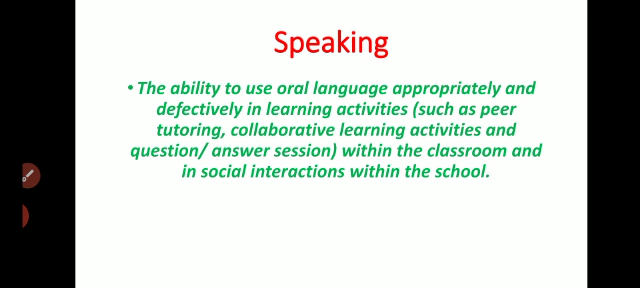 Speaking
• The ability to use oral language appropriately and
defectively in learning activities (such as peer
tutoring, collaborative learning activities and
question/ answer session) within the classroom and
in social interactions within the school.